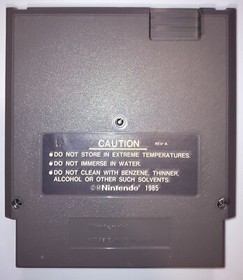 CAUTION REV-A
• DO NOT STORE IN EXTREME TEMPERATURES.
• DO NOT IMMERSE IN WATER.
• DO NOT CLEAN WITH BENZENE, THINNER,
ALCOHOL OR OTHER SUCH SOLVENTS.
©®Nintendo 1985